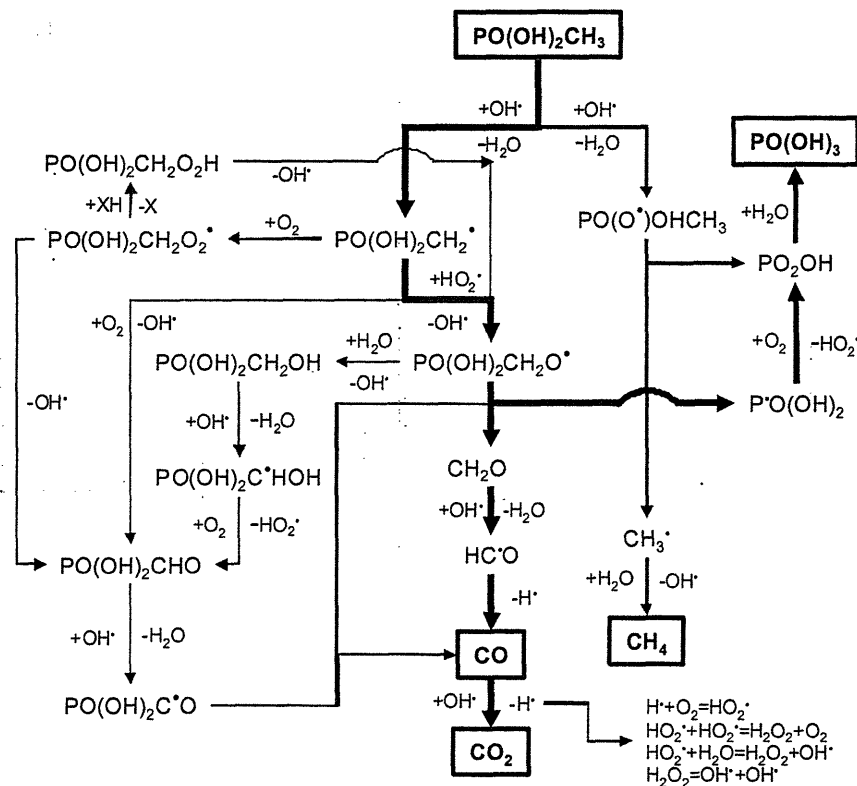 PO(OH)₂CH₃
+OH• +OH•
-H₂O -H₂O
PO(OH)₃
PO(OH)₂CH₂O₂H
-OH•
+XH -X
+H₂O
PO(O•)OHCH₃
PO(OH)₂CH₂O₂• +O₂ PO(OH)₂CH₂•
PO₂OH
+HO₂•
-OH•
+O₂ -OH•
+O₂ -HO₂•
PO(OH)₂CH₂OH +H₂O PO(OH)₂CH₂O•
-OH•
-OH•
P•O(OH)₂
+OH• -H₂O
CH₂O
PO(OH)₂C•HOH
+OH• -H₂O
+O₂ -HO₂•
HC•O
CH₃•
PO(OH)₂CHO
+H₂O -OH•
-H•
+OH• -H₂O
CO
CH₄
PO(OH)₂C•O
+OH• -H•
CO₂
H•+O₂=HO₂•
HO₂•+HO₂•=H₂O₂+O₂
HO₂•+H₂O=H₂O₂+OH•
H₂O₂=OH•+OH•